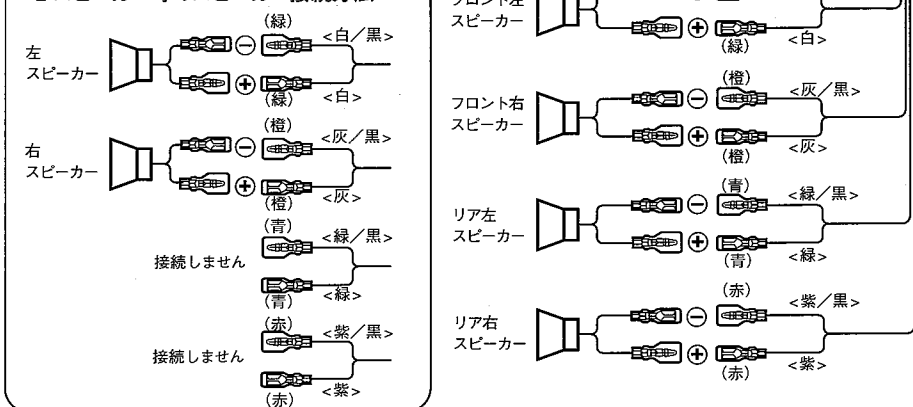 (緑)
<白/黒>
左
スピーカー
⊖
⊕
(緑)
<白>
(橙)
<灰/黒>
右
スピーカー
⊖
⊕
(橙)
<灰>
(青)
<緑/黒>
接続しません
(青)
<緑>
(赤)
<紫/黒>
接続しません
(赤)
<紫>
スピーカー
⊕
(緑)
<白>
(橙)
<灰/黒>
フロント右
スピーカー
⊖
⊕
(橙)
<灰>
(青)
<緑/黒>
リア左
スピーカー
⊖
⊕
(青)
<緑>
(赤)
<紫/黒>
リア右
スピーカー
⊖
⊕
(赤)
<紫>